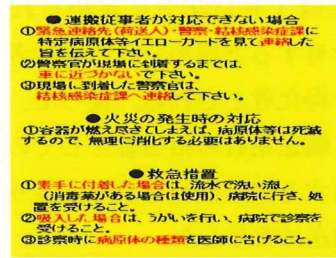 ●運搬従事者が対応できない場合
①緊急連絡先(荷送人)・警察・結核感染症課に
特定病原体等イエローカードを見て連絡した
旨を伝えて下さい。
②警察官が現場に到着するまでは、
車に近づかないで下さい。
③現場に到着した警察官は、
結核感染症課へ連絡して下さい。
●火災の発生時の対応
①容器が燃え尽きてしまえば、病原体等は死滅
するので、無理に消化する必要はありません。
●救急措置
①素手に付着した場合は、流水で洗い流し
(消毒薬がある場合は使用)、病院に行き、処
置を受けること。
②吸入した場合は、うがいを行い、病院で診察を
受けること。
③診察時に病原体の種類を医師に告げること。